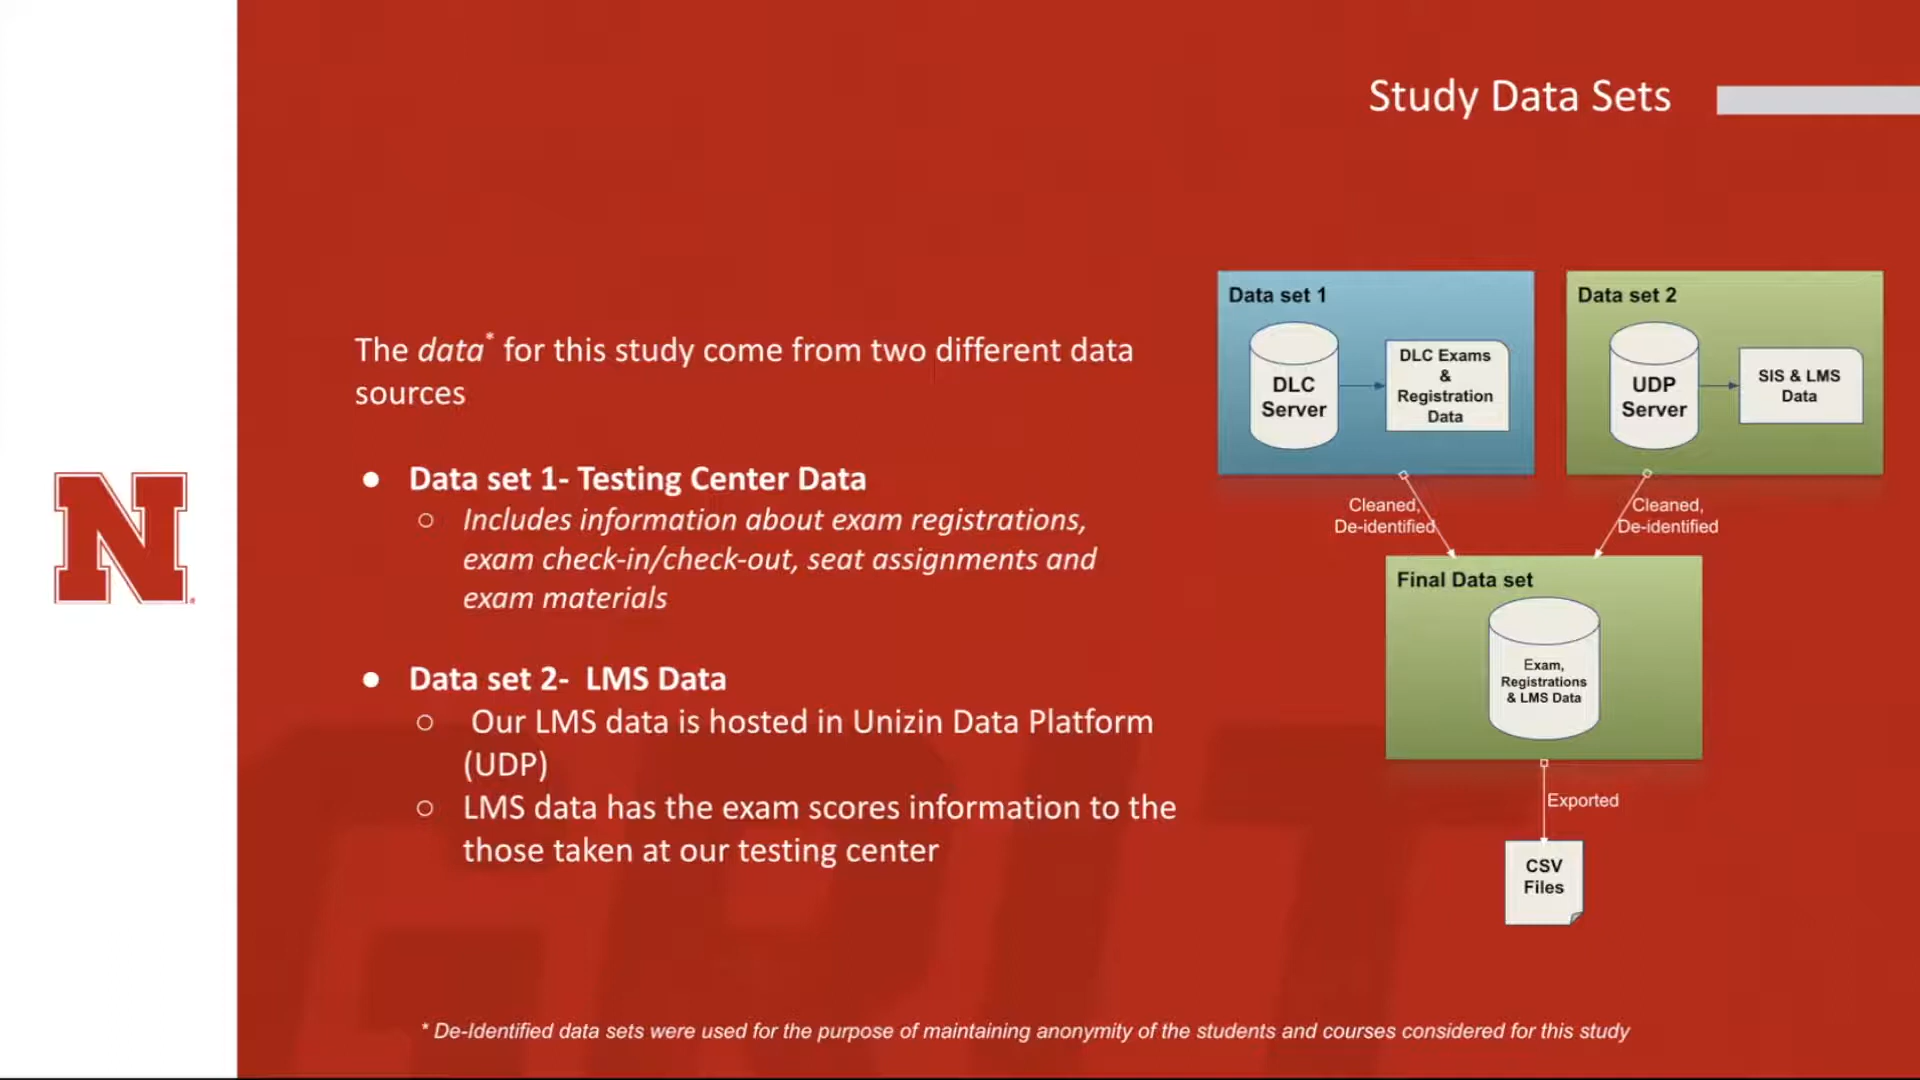 Study Data Sets
The data* for this study come from two different data
sources
● Data set 1- Testing Center Data
○ Includes information about exam registrations,
exam check-in/check-out, seat assignments and
exam materials
● Data set 2- LMS Data
○ Our LMS data is hosted in Unizin Data Platform
(UDP)
○ LMS data has the exam scores information to the
those taken at our testing center
Data set 1
DLC
Server
DLC Exams
&
Registration
Data
Data set 2
UDP
Server
SIS & LMS
Data
Cleaned,
De-identified
Cleaned,
De-identified
Final Data set
Exam,
Registrations
& LMS Data
Exported
CSV
Files
* De-Identified data sets were used for the purpose of maintaining anonymity of the students and courses considered for this study
N
GRIT